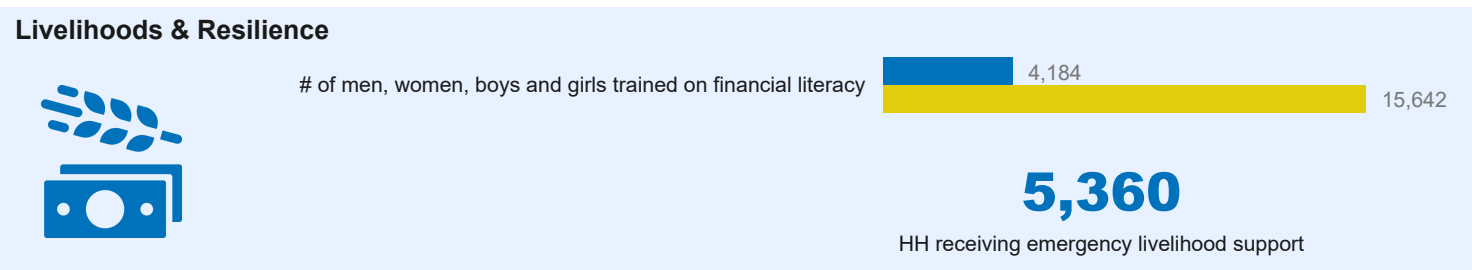 Livelihoods & Resilience
# of men, women, boys and girls trained on financial literacy
4,184
15,642
5,360
HH receiving emergency livelihood support